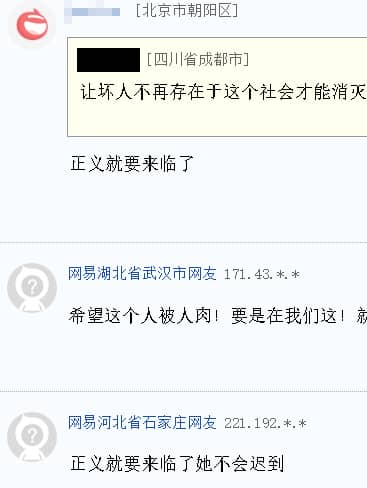 [北京市朝阳区]
[四川省成都市]
让坏人不再存在于这个社会才能消灭
正义就要来临了
网易湖北省武汉市网友 171.43.*.*
希望这个人被人肉！要是在我们这！就
网易河北省石家庄网友 221.192.*.*
正义就要来临了她不会迟到